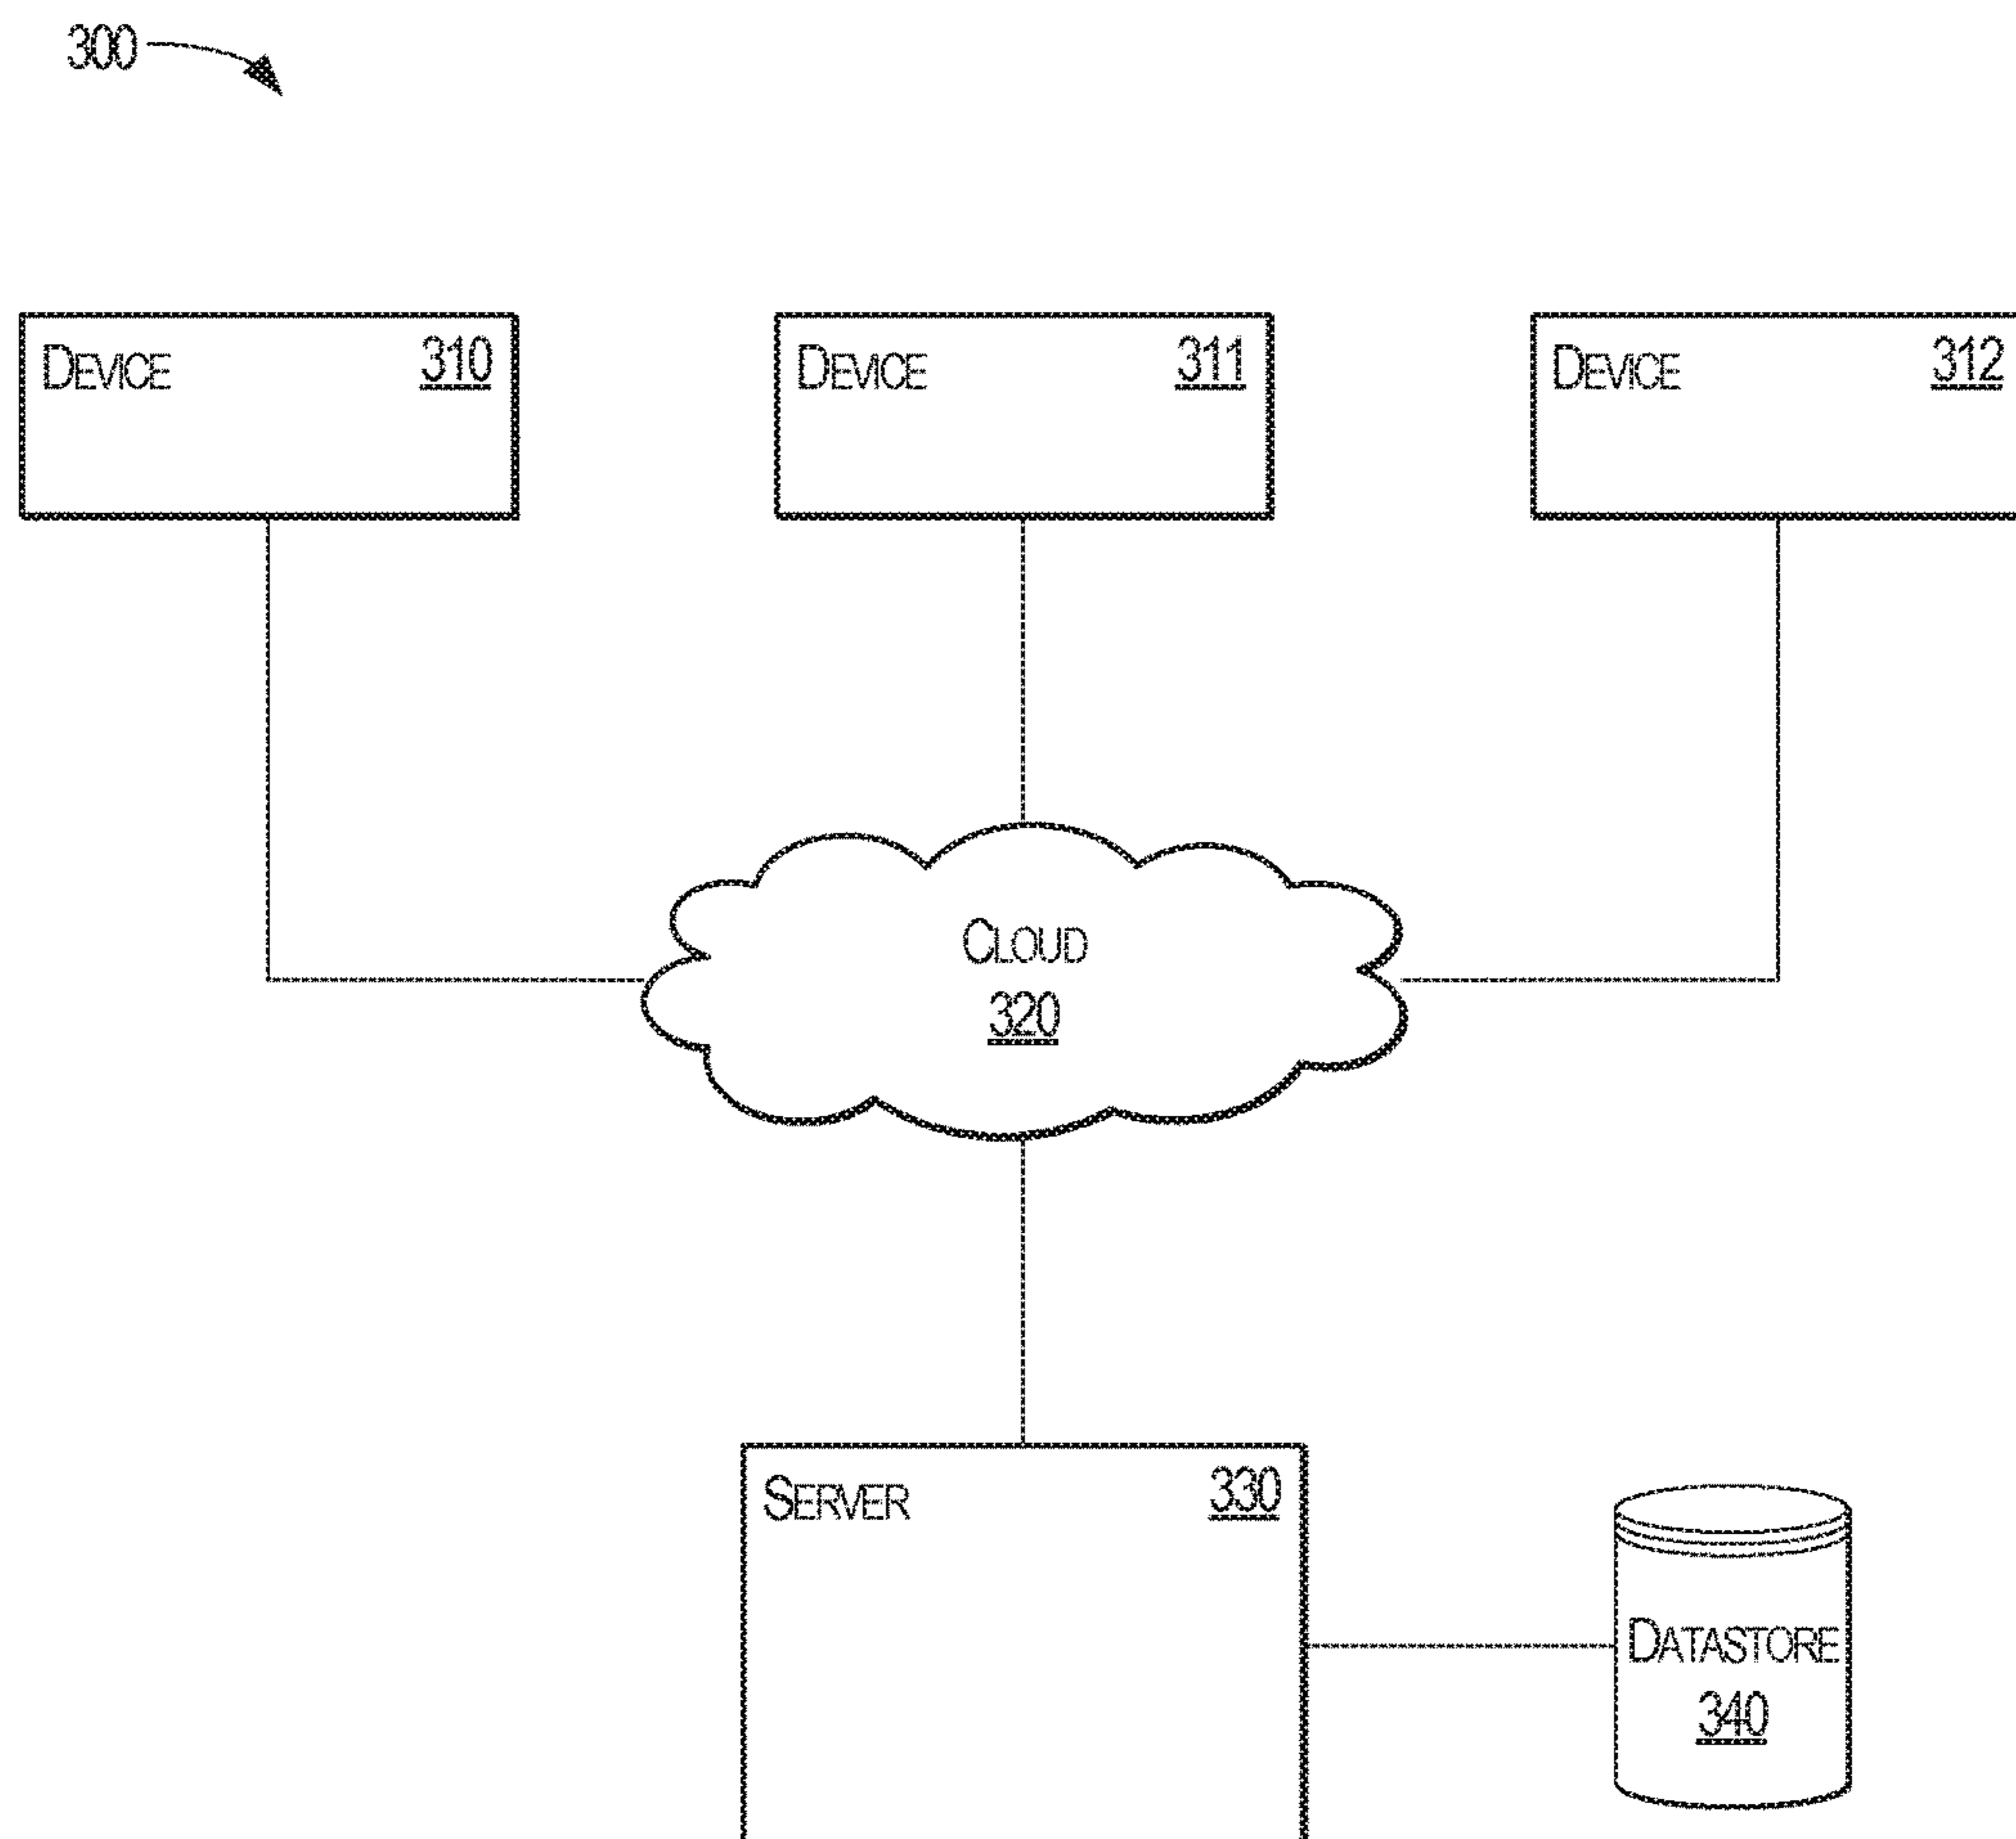 300
DEVICE 310
DEVICE 311
DEVICE 312
CLOUD
320
SERVER 330
DATASTORE
340